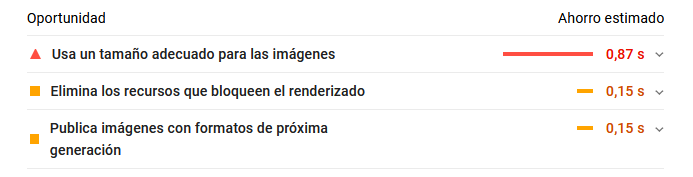 Oportunidad Ahorro estimado
Usa un tamaño adecuado para las imágenes 0,87 s
Elimina los recursos que bloqueen el renderizado 0,15 s
Publica imágenes con formatos de próxima 0,15 s
generación